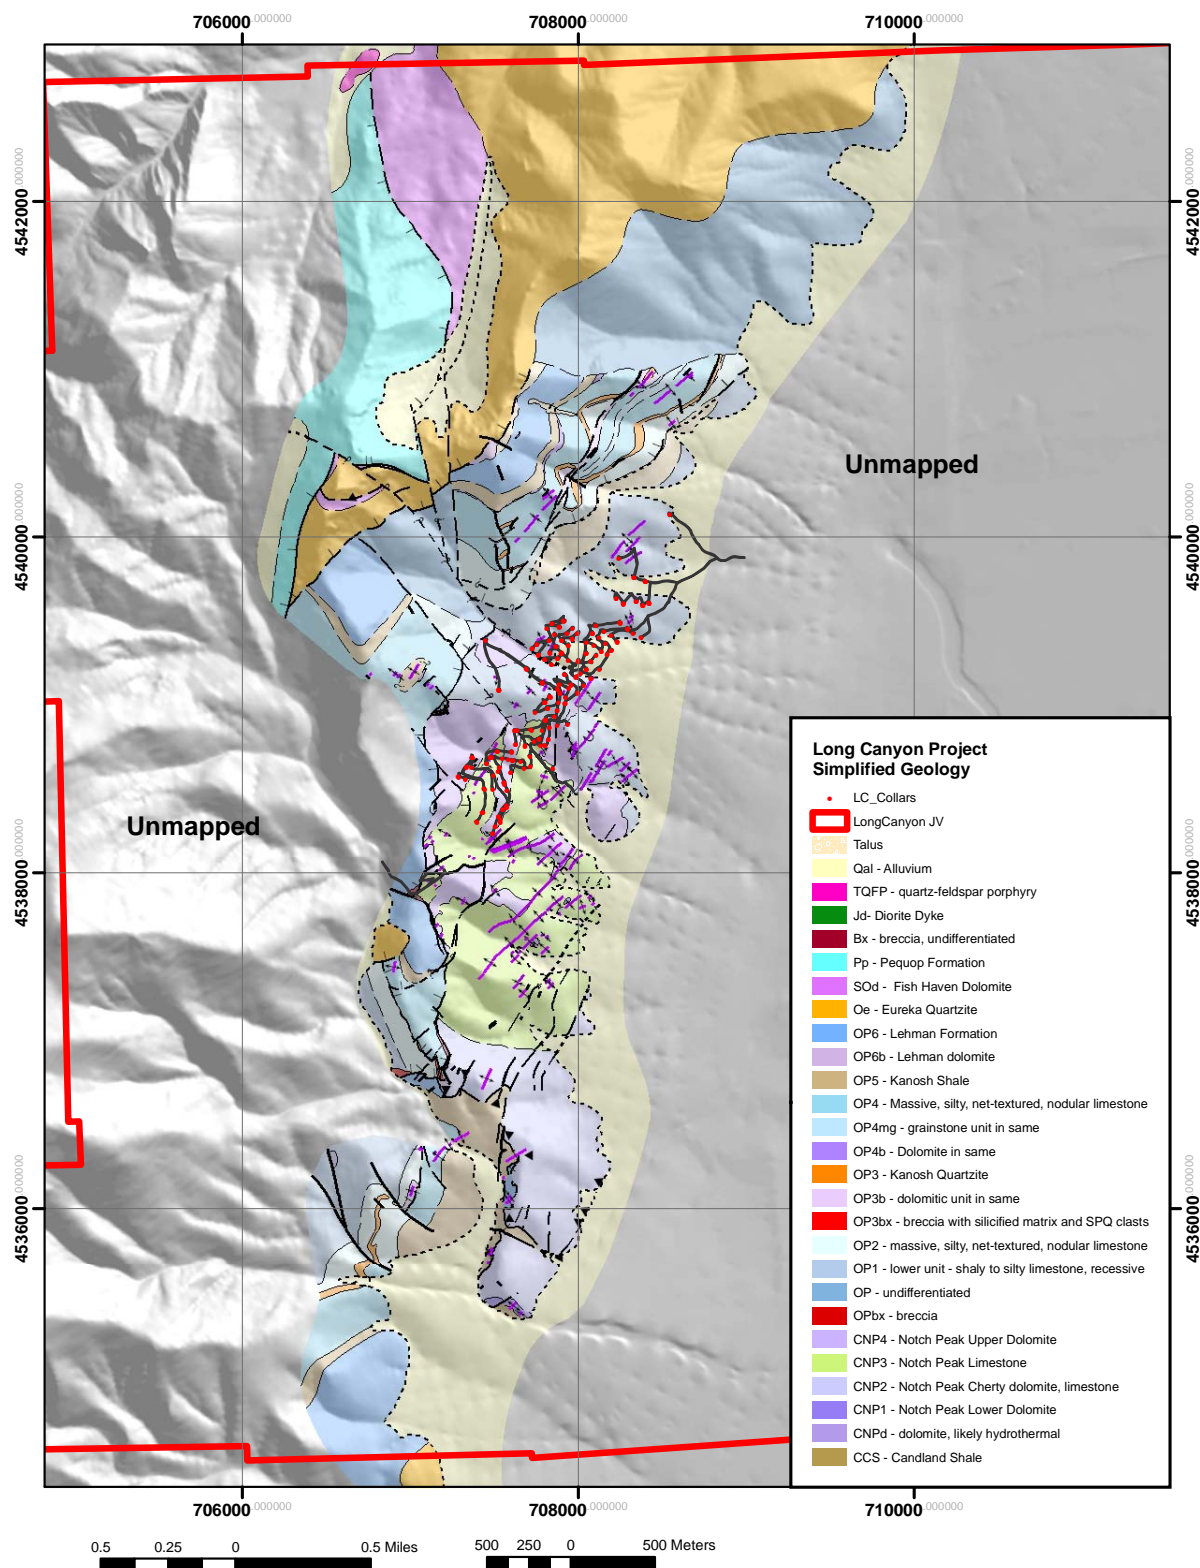 706000.000000 708000.000000 710000.000000
4542000.000000 4542000.000000
Unmapped
4540000.000000 4540000.000000
Long Canyon Project
Simplified Geology
LC_Collars
LongCanyon JV
Unmapped
Talus
Qal - Alluvium
4538000.000000 4538000.000000
TQFP - quartz-feldspar porphyry
Jd- Diorite Dyke
Bx - breccia, undifferentiated
Pp - Pequop Formation
SOd - Fish Haven Dolomite
Oe - Eureka Quartzite
OP6 - Lehman Formation
OP6b - Lehman dolomite
OP5 - Kanosh Shale
OP4 - Massive, silty, net-textured, nodular limestone
OP4mg - grainstone unit in same
OP4b - Dolomite in same
OP3 - Kanosh Quartzite
OP3b - dolomitic unit in same
4536000.000000 4536000.000000
OP3bx - breccia with silicified matrix and SPQ clasts
OP2 - massive, silty, net-textured, nodular limestone
OP1 - lower unit - shaly to silty limestone, recessive
OP - undifferentiated
OPbx - breccia
CNP4 - Notch Peak Upper Dolomite
CNP3 - Notch Peak Limestone
CNP2 - Notch Peak Cherty dolomite, limestone
CNP1 - Notch Peak Lower Dolomite
CNPd - dolomite, likely hydrothermal
CCS - Candland Shale
706000.000000 708000.000000 710000.000000
0.5 0.25 0 0.5 Miles 500 250 0 500 Meters